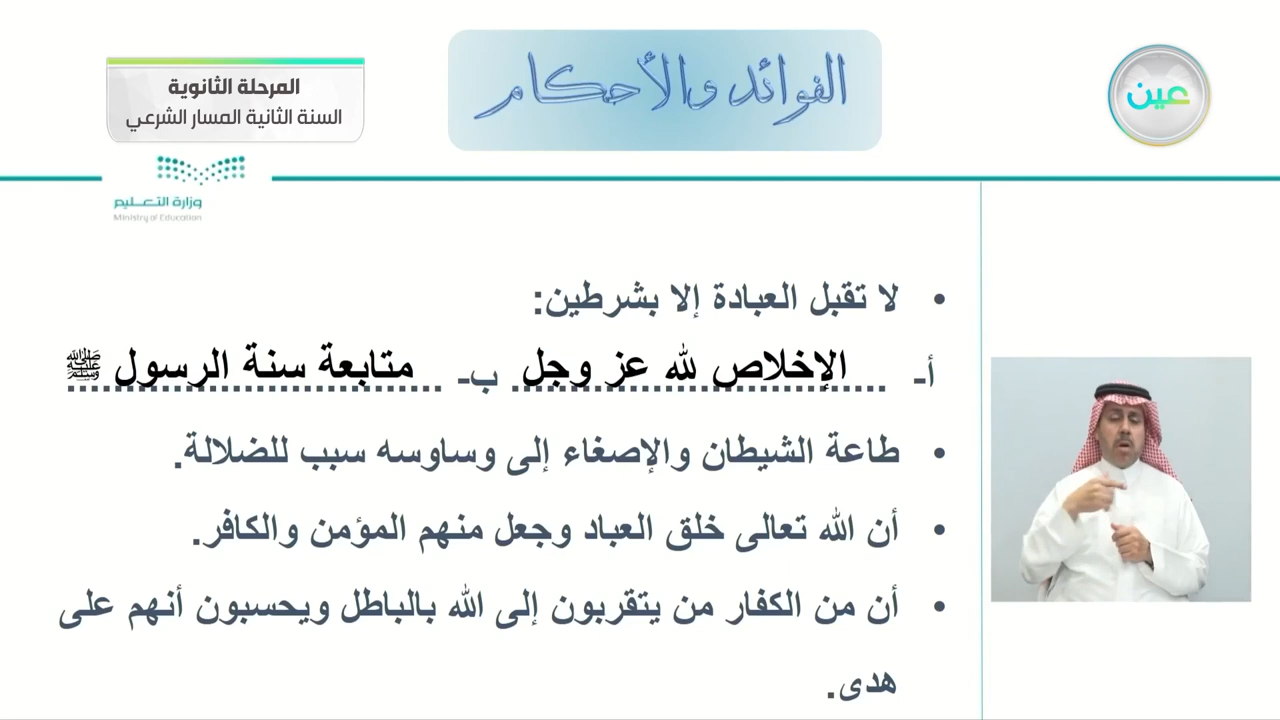 عين
الفوائد والأحكام
المرحلة الثانوية
السنة الثانية المسار الشرعي
وزارة التعليم
Ministry of Education
• لا تقبل العبادة إلا بشرطين:
أ- الإخلاص لله عز وجل ب- متابعة سنة الرسول ﷺ
• طاعة الشيطان والإصغاء إلى وساوسه سبب للضلالة.
• أن الله تعالى خلق العباد وجعل منهم المؤمن والكافر.
• أن من الكفار من يتقربون إلى الله بالباطل ويحسبون أنهم على
هدى.